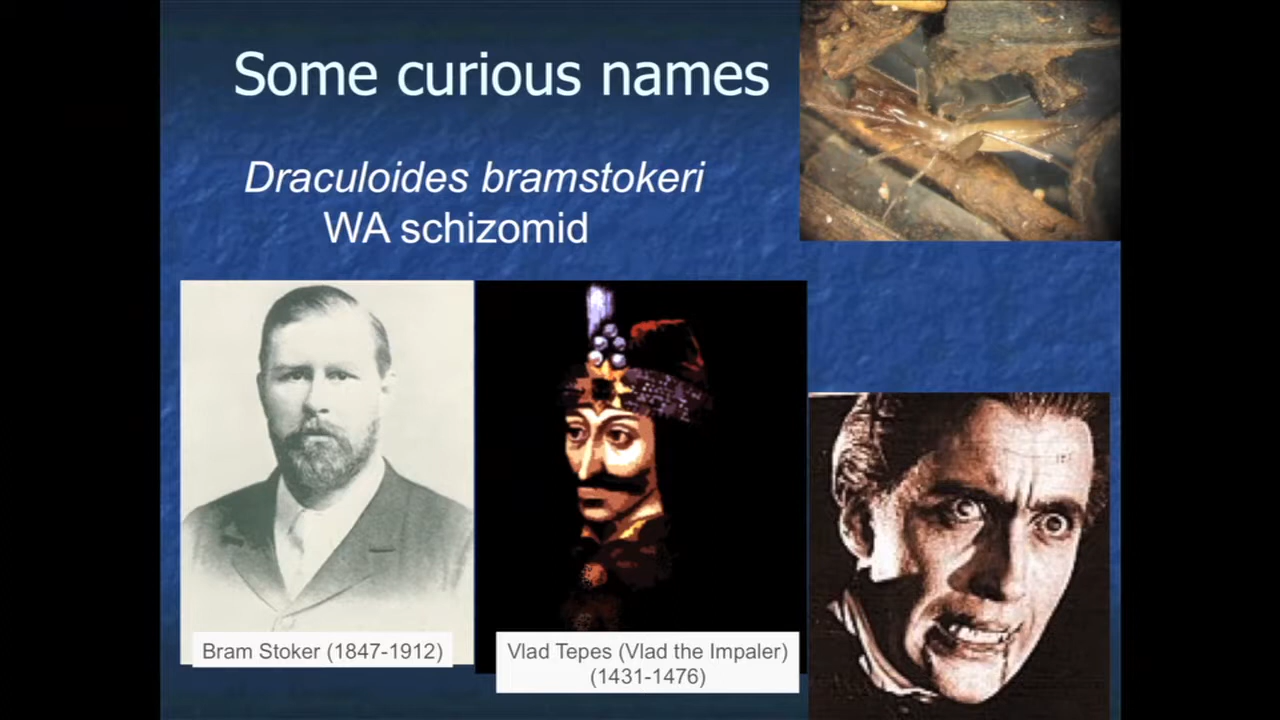 Some curious names
Draculoides bramstokeri
WA schizomid
Bram Stoker (1847-1912)
Vlad Tepes (Vlad the Impaler)
(1431-1476)